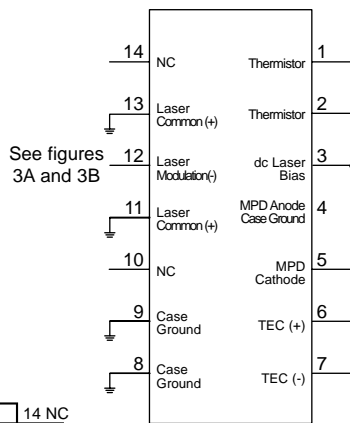 14 NC Thermistor 1
13 Laser Common (+) Thermistor 2
See figures 3A and 3B
12 Laser Modulation(-) dc Laser Bias 3
11 Laser Common (+) MPD Anode Case Ground 4
10 NC MPD Cathode 5
9 Case Ground TEC (+) 6
8 Case Ground TEC (-) 7
14 NC